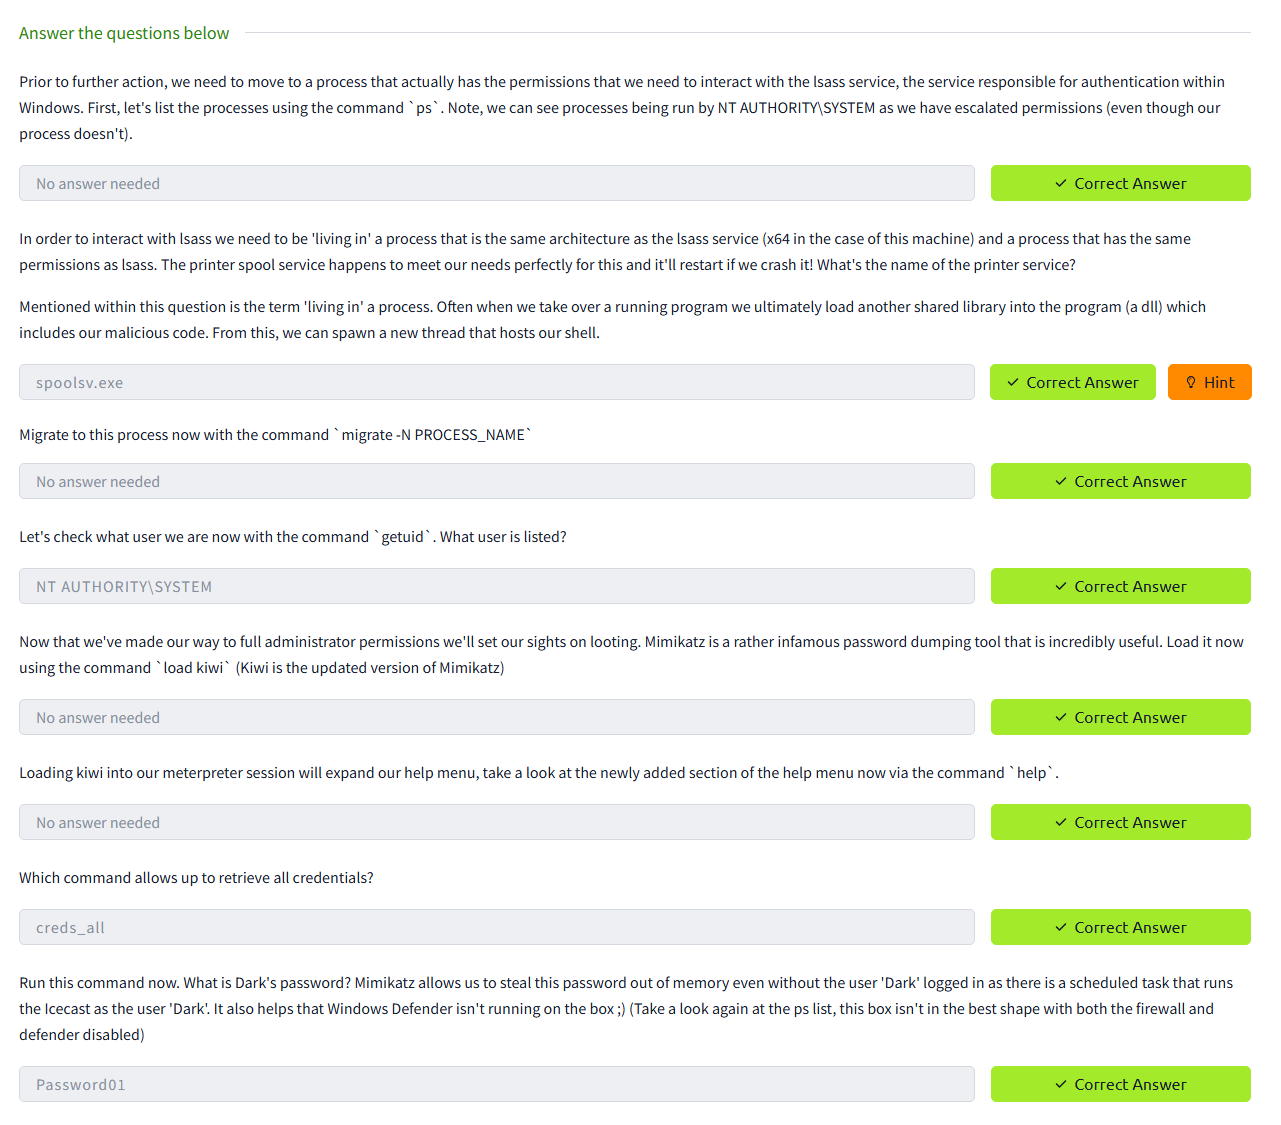 Answer the questions below
Prior to further action, we need to move to a process that actually has the permissions that we need to interact with the lsass service, the service responsible for authentication within
Windows. First, let's list the processes using the command `ps`. Note, we can see processes being run by NT AUTHORITY\SYSTEM as we have escalated permissions (even though our
process doesn't).
No answer needed
Correct Answer
In order to interact with lsass we need to be 'living in' a process that is the same architecture as the lsass service (x64 in the case of this machine) and a process that has the same
permissions as lsass. The printer spool service happens to meet our needs perfectly for this and it'll restart if we crash it! What's the name of the printer service?
Mentioned within this question is the term 'living in' a process. Often when we take over a running program we ultimately load another shared library into the program (a dll) which
includes our malicious code. From this, we can spawn a new thread that hosts our shell.
spoolsv.exe
Correct Answer
Hint
Migrate to this process now with the command `migrate -N PROCESS_NAME`
No answer needed
Correct Answer
Let's check what user we are now with the command `getuid`. What user is listed?
NT AUTHORITY\SYSTEM
Correct Answer
Now that we've made our way to full administrator permissions we'll set our sights on looting. Mimikatz is a rather infamous password dumping tool that is incredibly useful. Load it now
using the command `load kiwi` (Kiwi is the updated version of Mimikatz)
No answer needed
Correct Answer
Loading kiwi into our meterpreter session will expand our help menu, take a look at the newly added section of the help menu now via the command `help`.
No answer needed
Correct Answer
Which command allows up to retrieve all credentials?
creds_all
Correct Answer
Run this command now. What is Dark's password? Mimikatz allows us to steal this password out of memory even without the user 'Dark' logged in as there is a scheduled task that runs
the Icecast as the user 'Dark'. It also helps that Windows Defender isn't running on the box ;) (Take a look again at the ps list, this box isn't in the best shape with both the firewall and
defender disabled)
Password01
Correct Answer